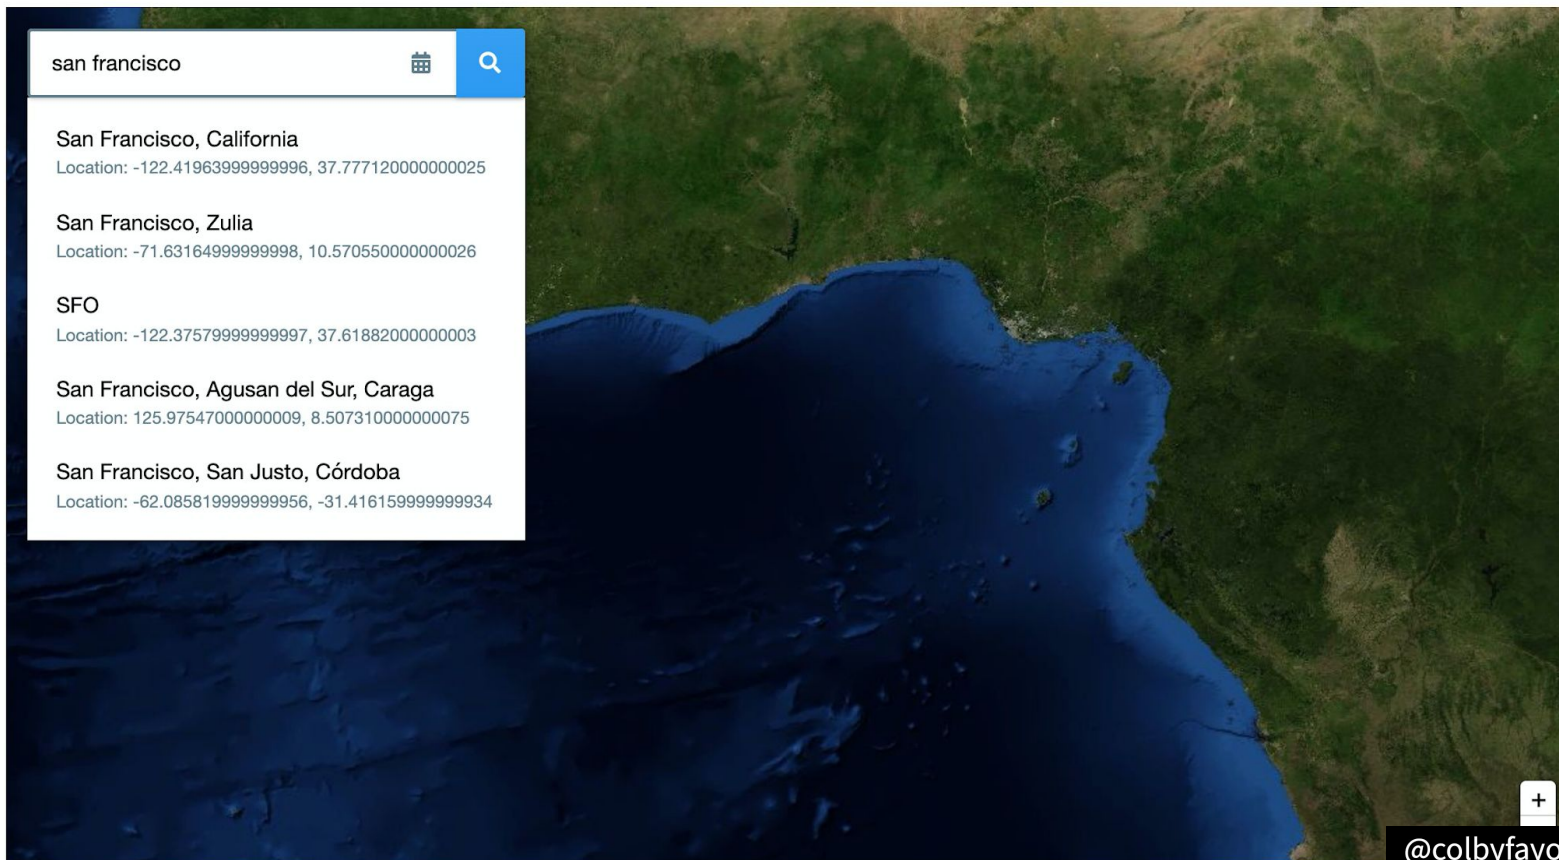 san francisco
San Francisco, California
Location: -122.41963999999996, 37.777120000000025
San Francisco, Zulia
Location: -71.63164999999998, 10.570550000000026
SFO
Location: -122.37579999999997, 37.61882000000003
San Francisco, Agusan del Sur, Caraga
Location: 125.97547000000009, 8.507310000000075
San Francisco, San Justo, Córdoba
Location: -62.085819999999956, -31.416159999999934
+
@colbyfavo